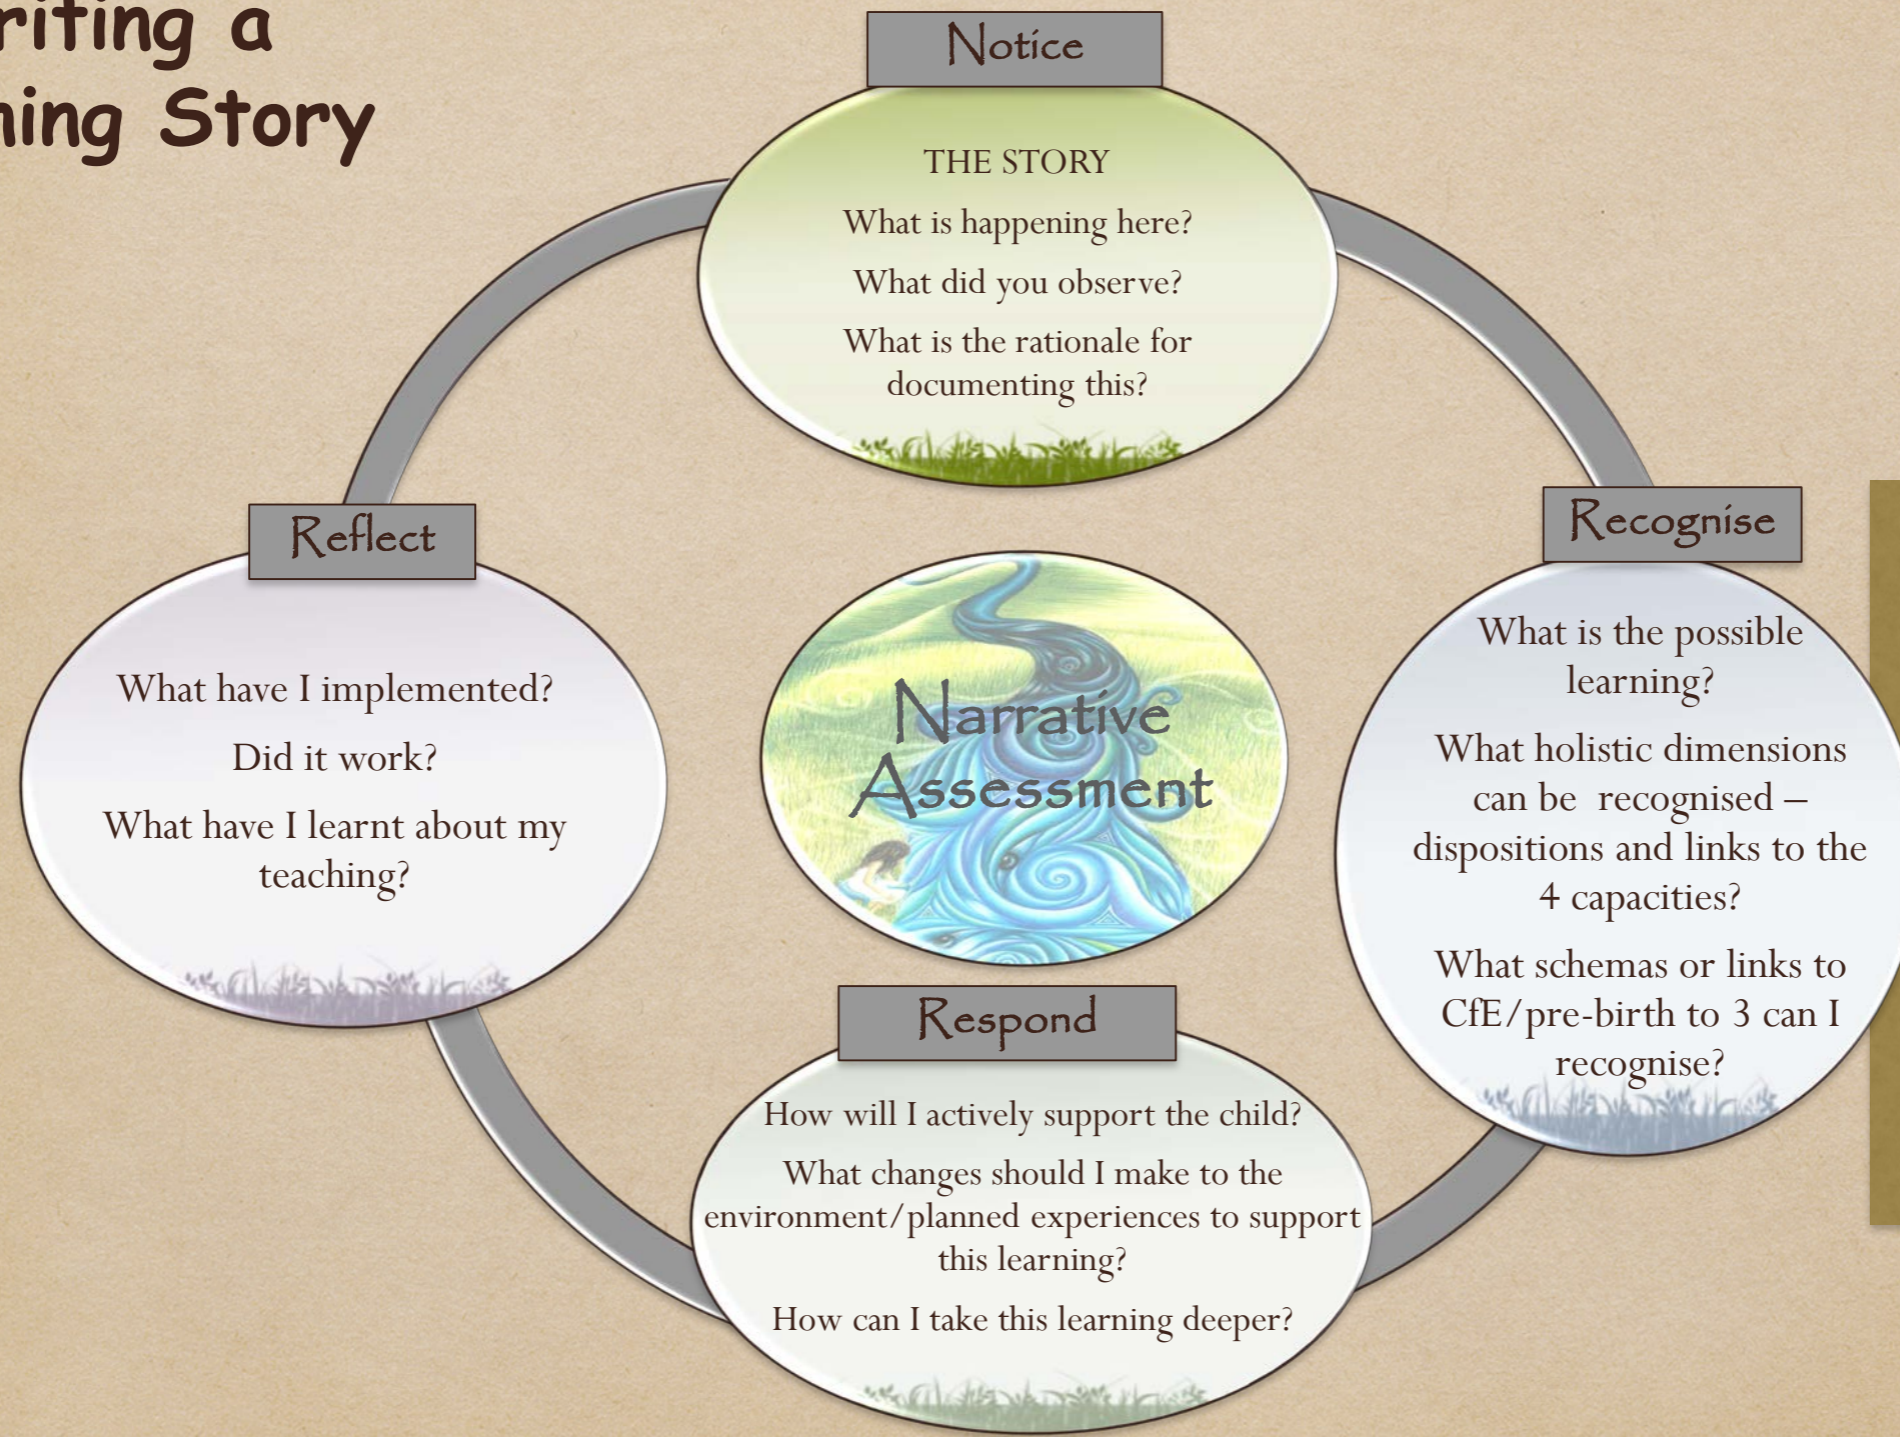 riting a
ning Story
Notice
THE STORY
What is happening here?
What did you observe?
What is the rationale for
documenting this?
Recognise
What is the possible
learning?
What holistic dimensions
can be recognised –
dispositions and links to the
4 capacities?
What schemas or links to
CfE/pre-birth to 3 can I
recognise?
Respond
How will I actively support the child?
What changes should I make to the
environment/planned experiences to support
this learning?
How can I take this learning deeper?
Reflect
What have I implemented?
Did it work?
What have I learnt about my
teaching?
Narrative
Assessment